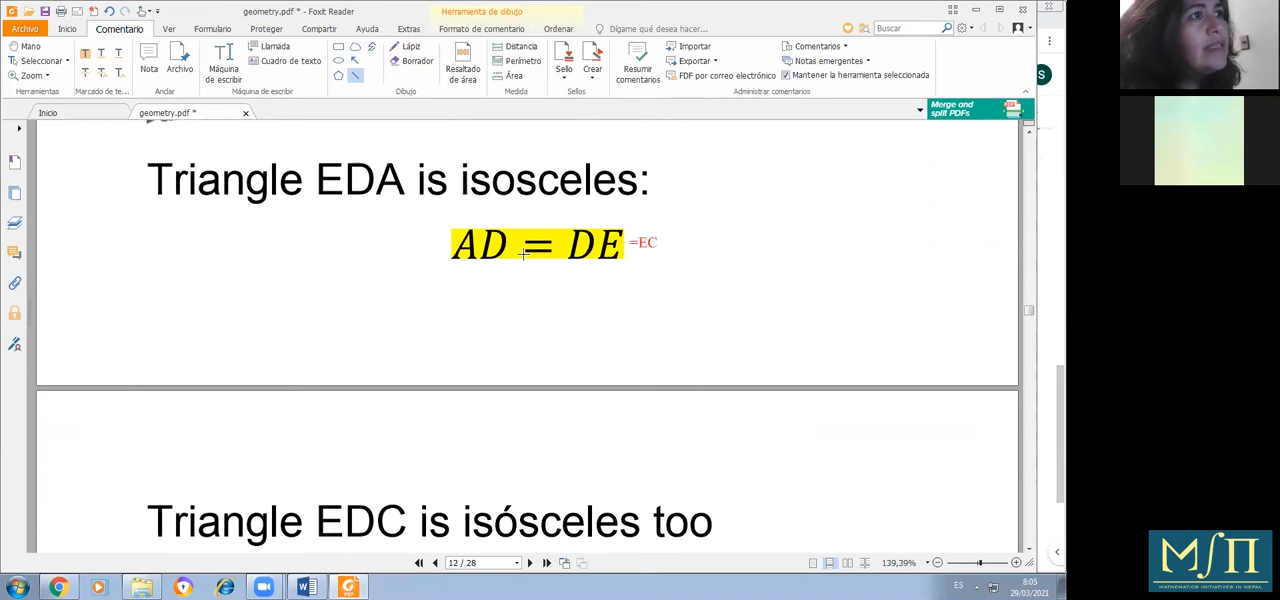 geometry.pdf * - Foxit Reader
Herramienta de dibujo
Archivo Inicio Comentario Ver Formulario Proteger Extras Ayuda Formato de comentario Ordenar Dígame qué desea hacer... Buscar
Mano
Seleccionar
Zoom
Herramientas
T T T
T T T
Marcado de te...
Nota
Archivo
Anclar
Máquina de escribir
Llamada
Cuadro de texto
Máquina de escribir
Lápiz
Borrador
Dibujo
Resaltado de área
Distancia
Perímetro
Área
Medida
Sello
Crear
Sellos
Resumir comentarios
Importar
Exportar
FDF por correo electrónico
Comentarios
Notas emergentes
Mantener la herramienta seleccionada
Administrar comentarios
Inicio
geometry.pdf *
Merge and
split PDFs
S
Triangle EDA is isosceles:
AD = DE =EC
Triangle EDC is isósceles too
12 / 28
139,39%
ES
8:05
29/03/2021
M∫Π
MATHEMATICS INITIATIVES IN NEPAL